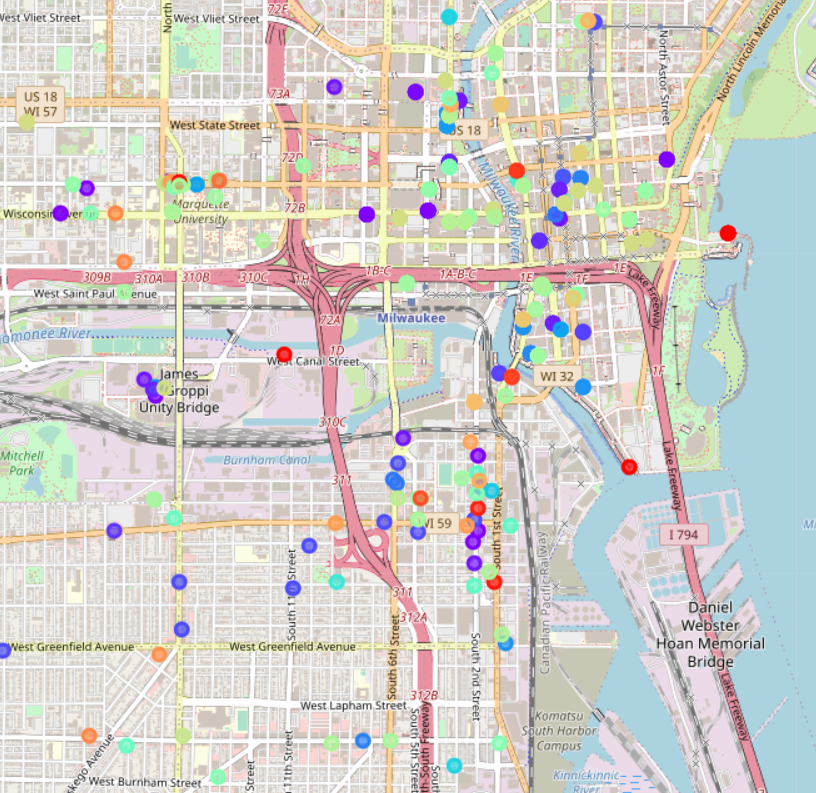 72E
West Vliet Street
West Vliet Street
North
North Lincoln Memorial
North Astor Street
73A
US 18
WI 57
West State Street
US 18
72D
Milwaukee River
Marquette
University
72B
309B
310A
310B
310C
1H
1B-C
1A-B-C
1E
1F
1E
Lake Freeway
West Saint Paul Avenue
72A
Milwaukee
1D
West Canal Street
1F
James
Groppi
Unity Bridge
WI 32
310C
Mitchell
Park
Burnham Canal
311
Lake Freeway
WI 59
South 1st Street
I 794
Canadian Pacific Railway
South 11th Street
311
312A
Daniel
Webster
Hoan Memorial
Bridge
West Greenfield Avenue
West Greenfield Avenue
South 6th Street
South 2nd Street
312B
West Lapham Street
Lake Freeway
Komatsu
South Harbor
Campus
South 5th Street
West Burnham Street
Kinnickinnic
River